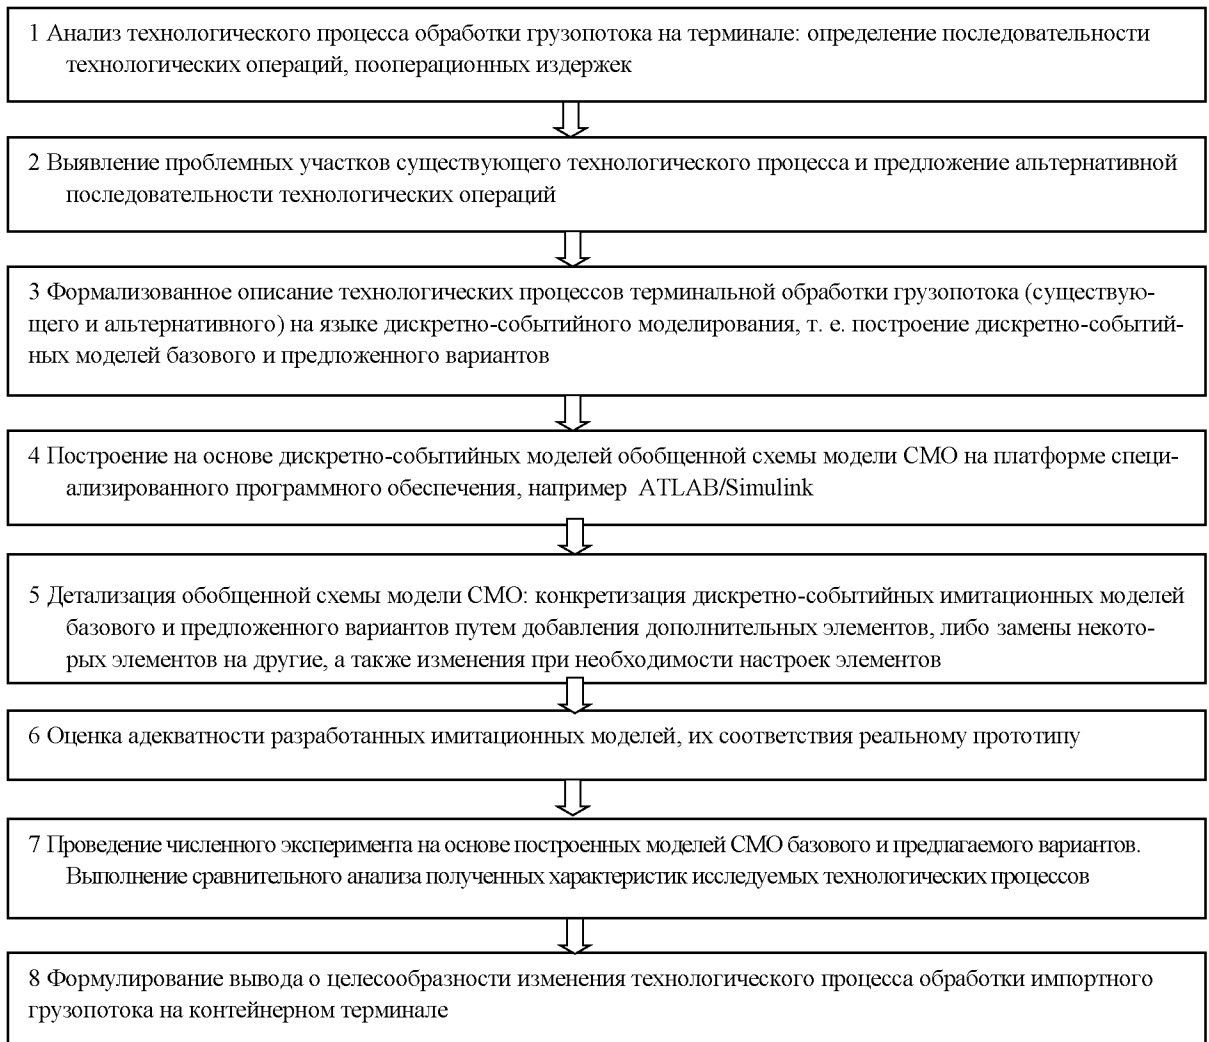 1 Анализ технологического процесса обработки грузопотока на терминале: определение последовательности
технологических операций, пооперационных издержек
2 Выявление проблемных участков существующего технологического процесса и предложение альтернативной
последовательности технологических операций
3 Формализованное описание технологических процессов терминальной обработки грузопотока (существую-
щего и альтернативного) на языке дискретно-событийного моделирования, т. е. построение дискретно-событий-
ных моделей базового и предложенного вариантов
4 Построение на основе дискретно-событийных моделей обобщенной схемы модели СМО на платформе специ-
ализированного программного обеспечения, например ATLAB/Simulink
5 Детализация обобщенной схемы модели СМО: конкретизация дискретно-событийных имитационных моделей
базового и предложенного вариантов путем добавления дополнительных элементов, либо замены некото-
рых элементов на другие, а также изменения при необходимости настроек элементов
6 Оценка адекватности разработанных имитационных моделей, их соответствия реальному прототипу
7 Проведение численного эксперимента на основе построенных моделей СМО базового и предлагаемого вариантов.
Выполнение сравнительного анализа полученных характеристик исследуемых технологических процессов
8 Формулирование вывода о целесообразности изменения технологического процесса обработки импортного
грузопотока на контейнерном терминале